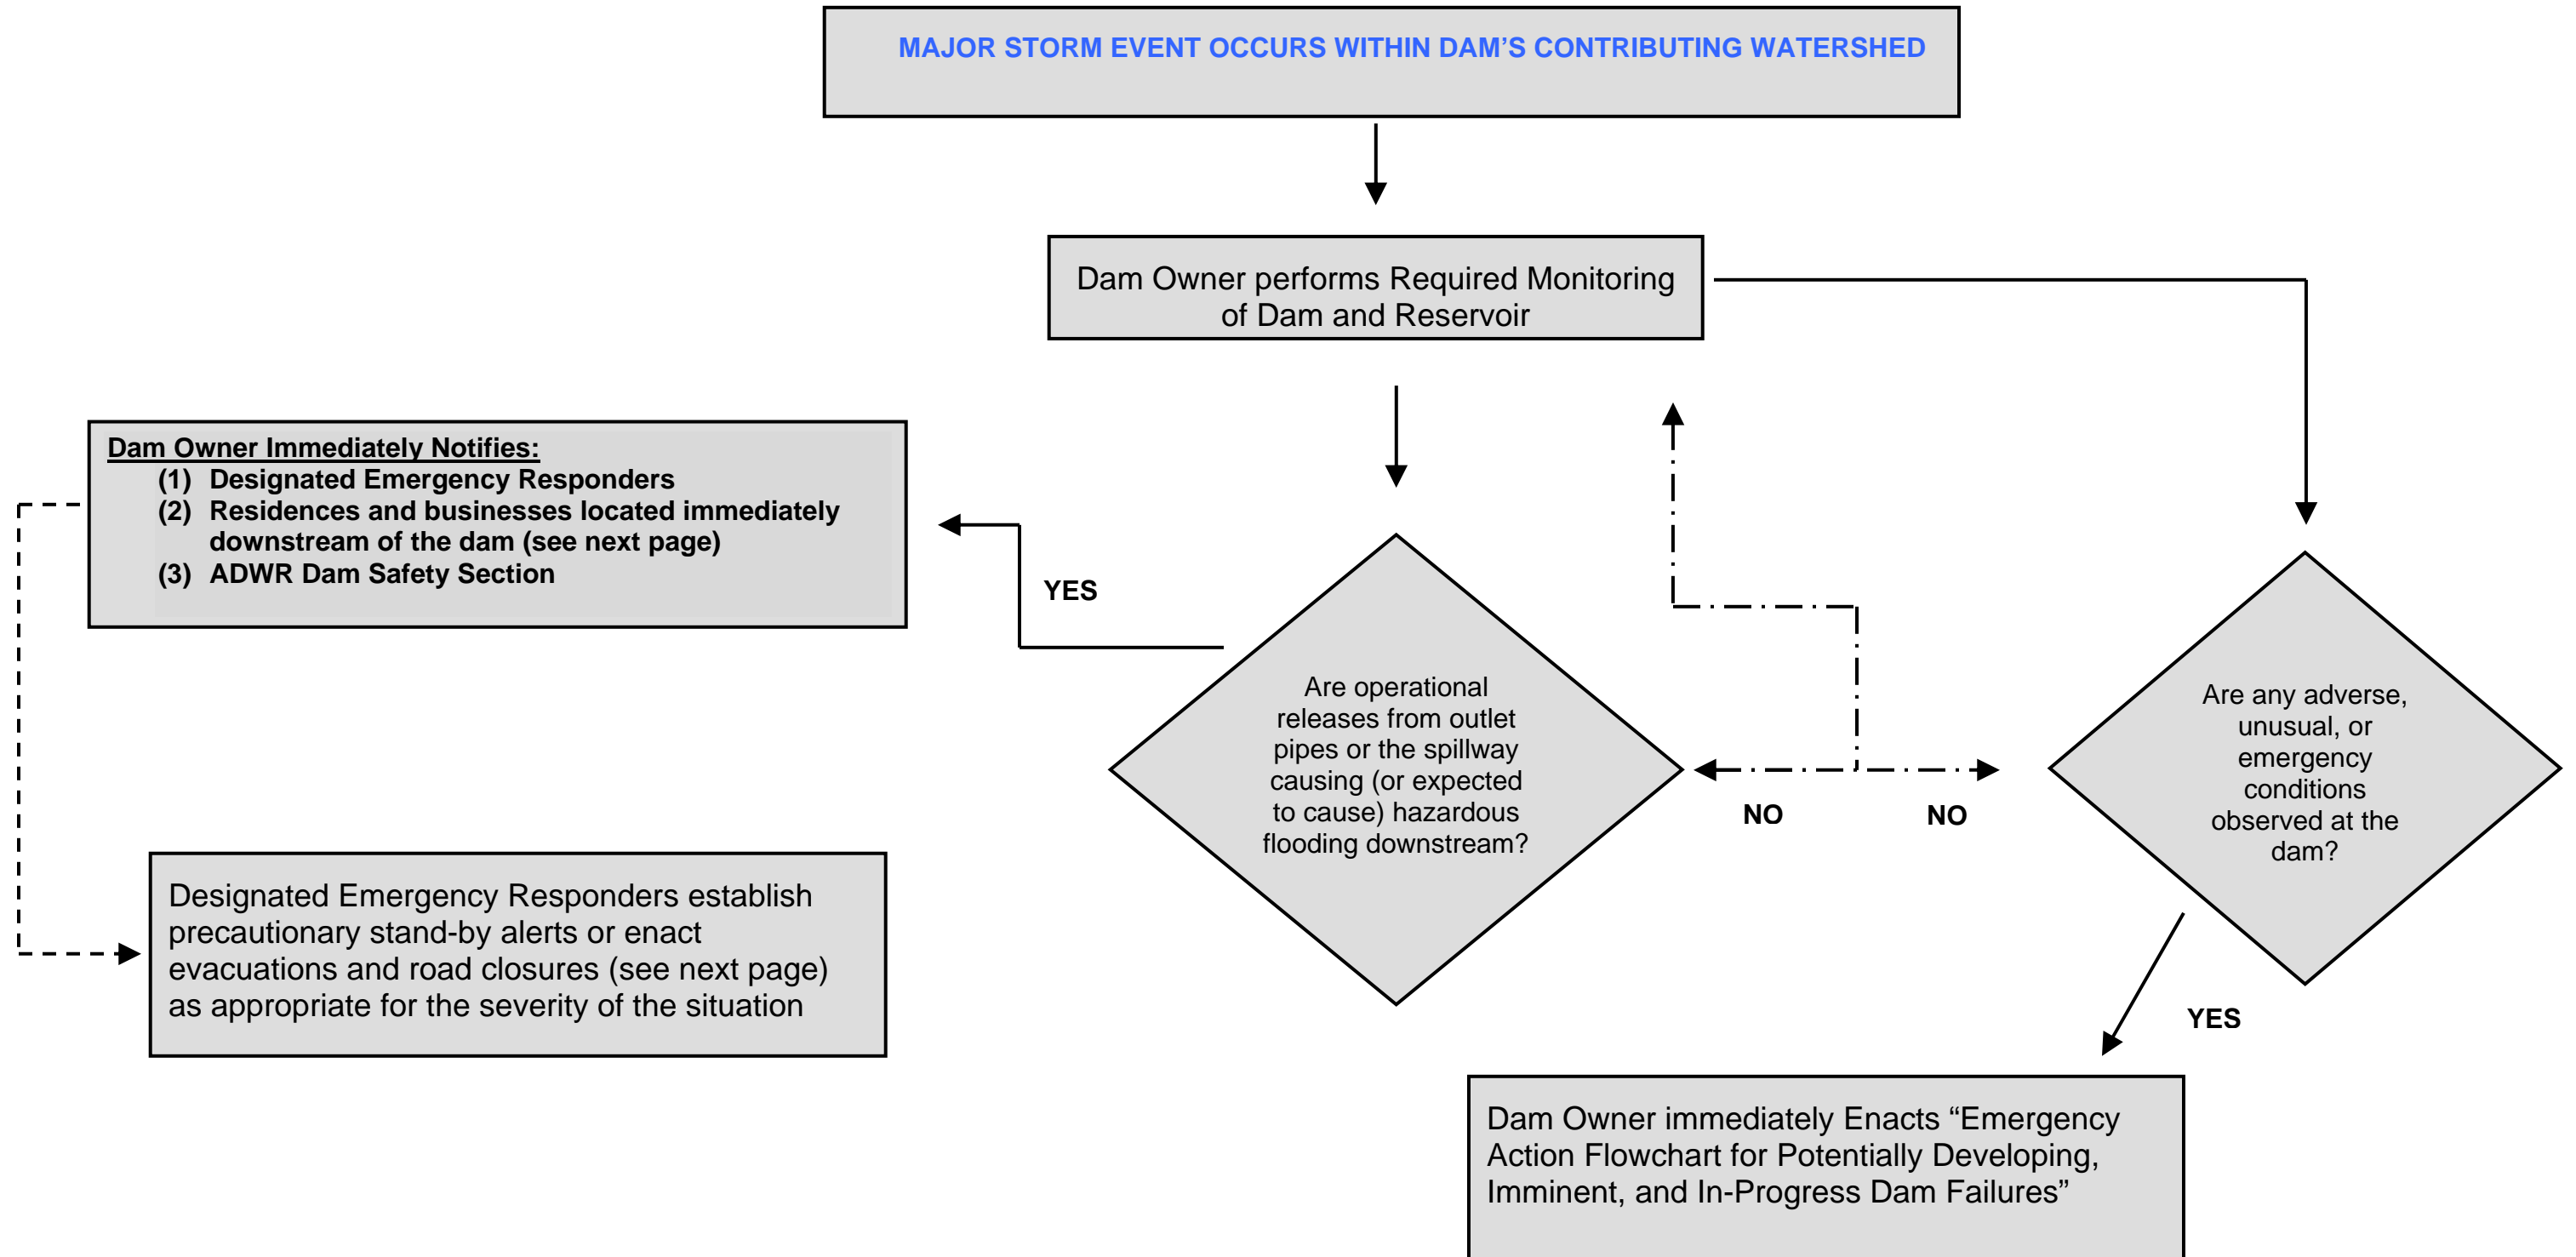 MAJOR STORM EVENT OCCURS WITHIN DAM’S CONTRIBUTING WATERSHED
Dam Owner performs Required Monitoring
of Dam and Reservoir
Dam Owner Immediately Notifies:
(1) Designated Emergency Responders
(2) Residences and businesses located immediately
downstream of the dam (see next page)
(3) ADWR Dam Safety Section
YES
Are operational
releases from outlet
pipes or the spillway
causing (or expected
to cause) hazardous
flooding downstream?
NO
NO
Are any adverse,
unusual, or
emergency
conditions
observed at the
dam?
Designated Emergency Responders establish
precautionary stand-by alerts or enact
evacuations and road closures (see next page)
as appropriate for the severity of the situation
YES
Dam Owner immediately Enacts “Emergency
Action Flowchart for Potentially Developing,
Imminent, and In-Progress Dam Failures”